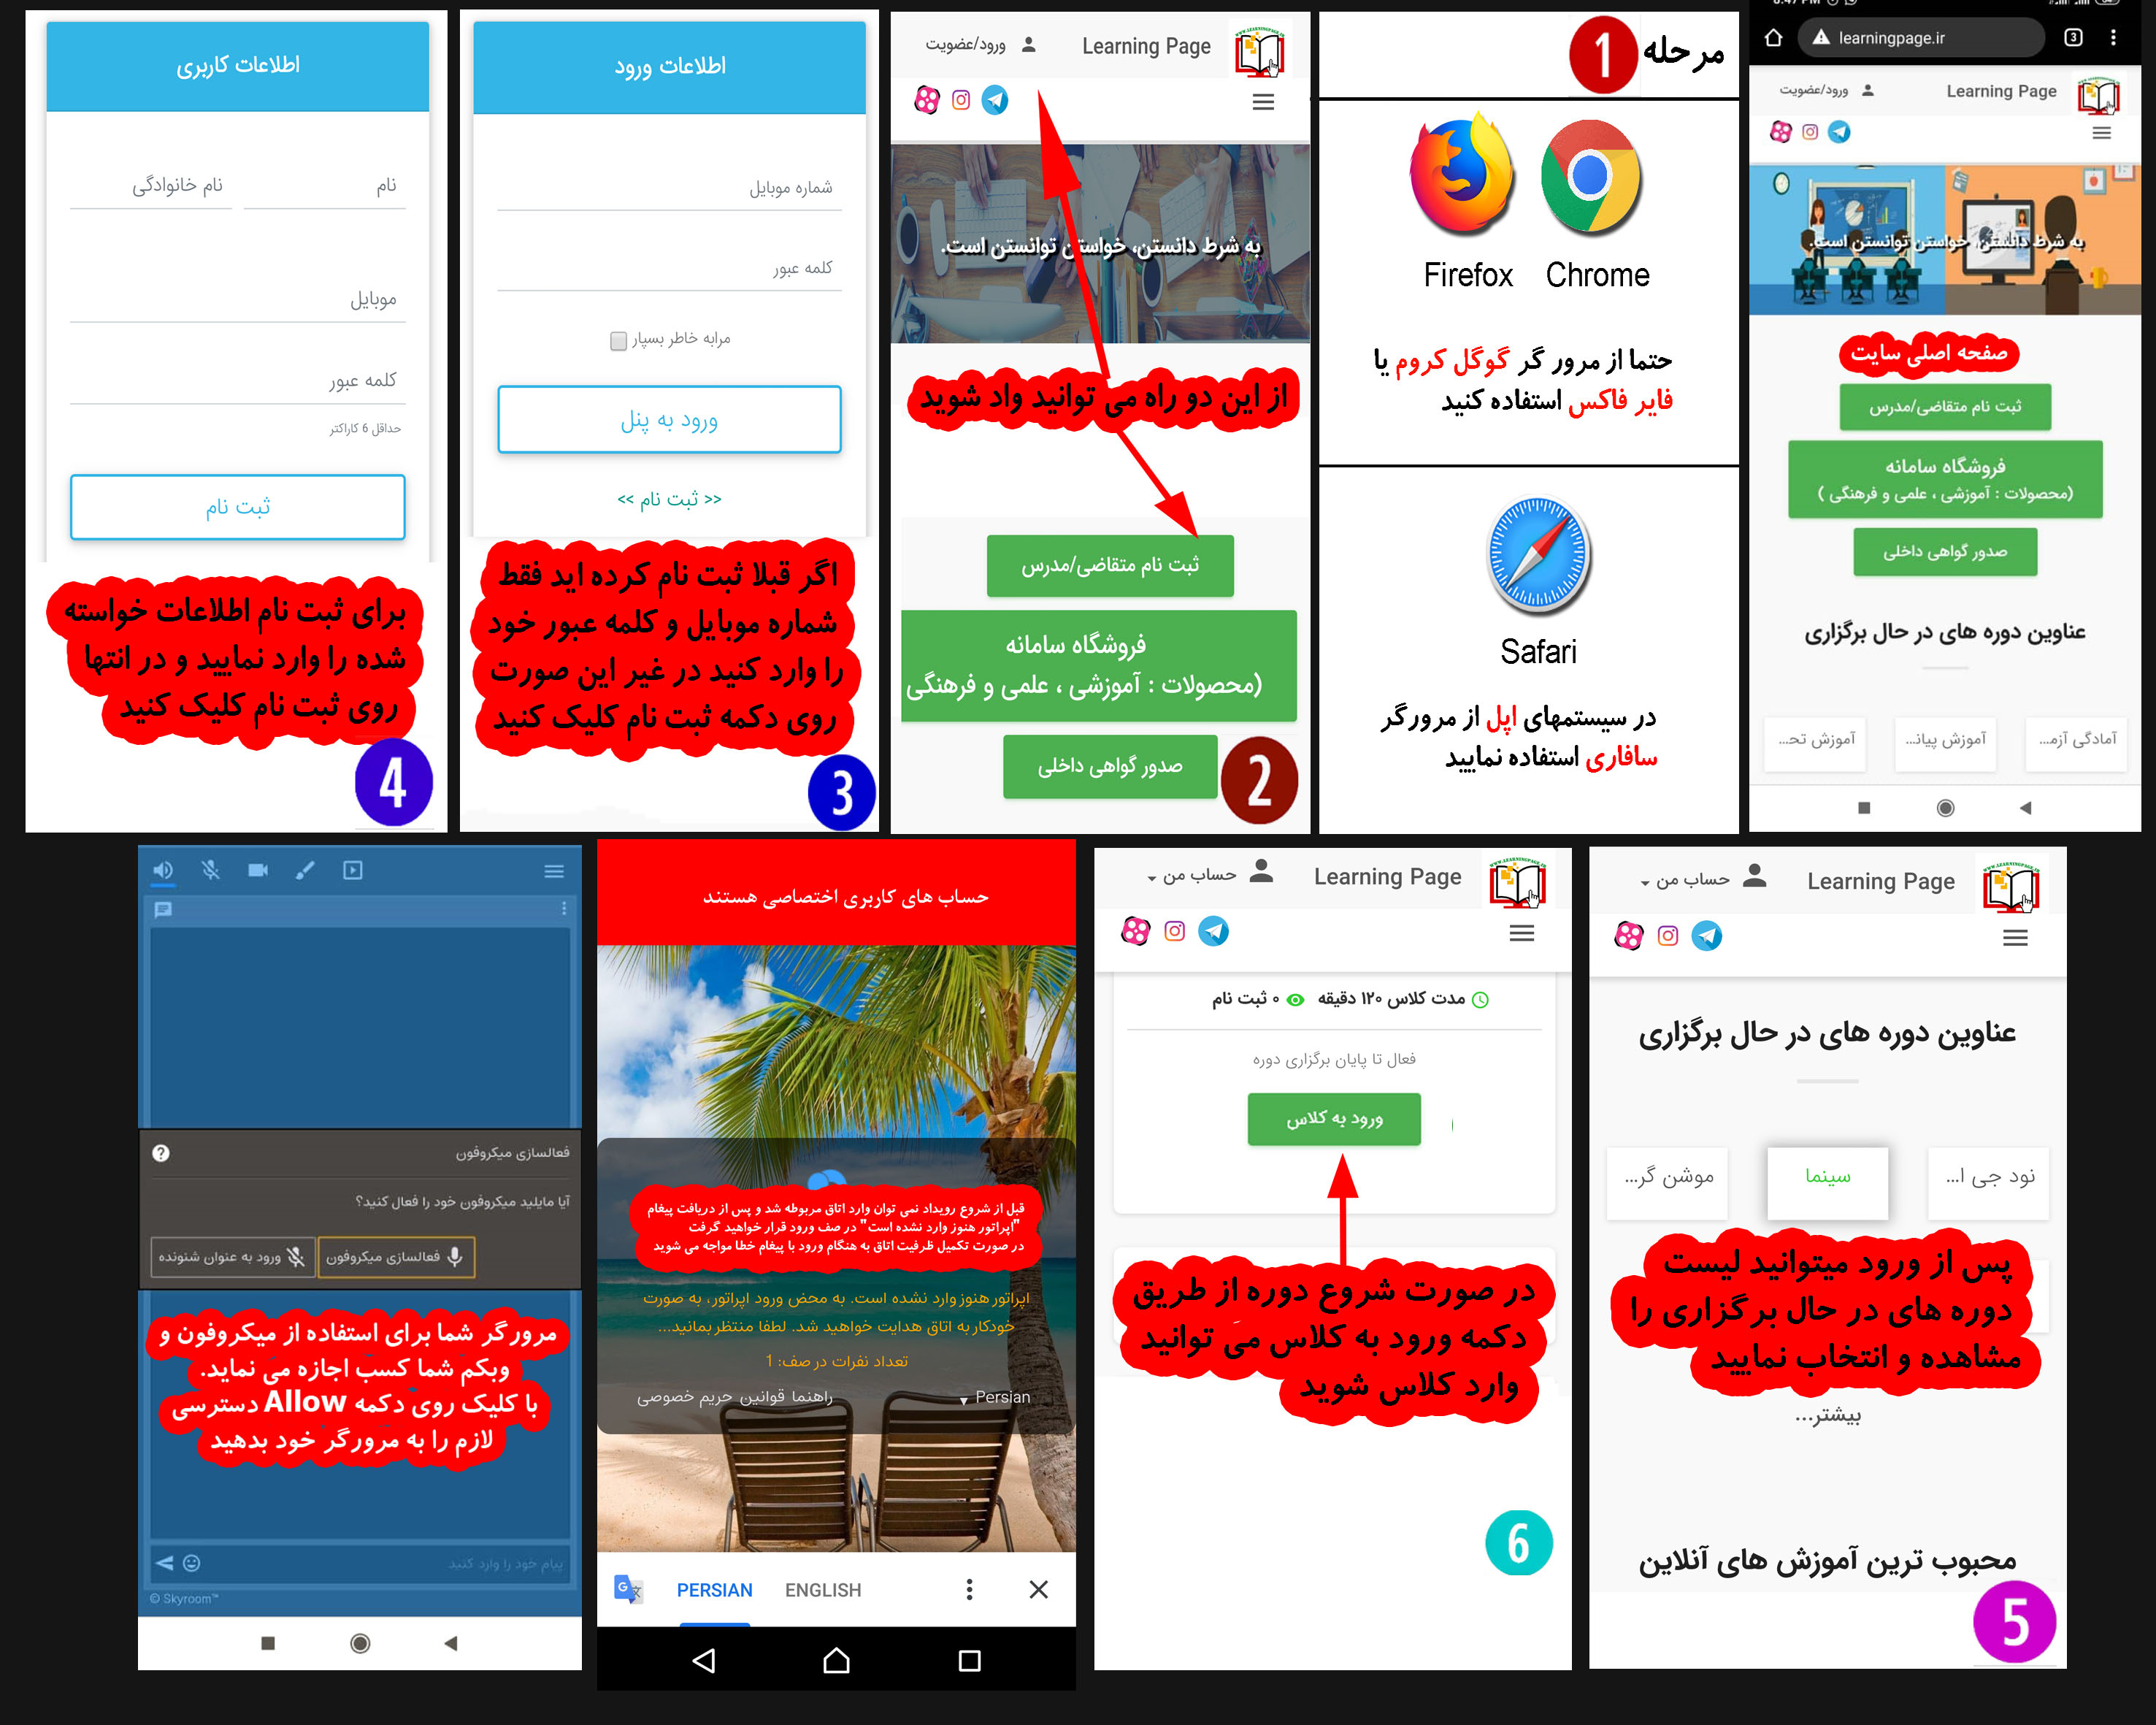 8:47 PM
learningpage.ir
3
Learning Page
ورود/عضویت
به شرط دانستن، خواستن توانستن است.
صفحه اصلی سایت
ثبت نام متقاضی/مدرس
فروشگاه سامانه
(محصولات : آموزشی ، علمی و فرهنگی )
صدور گواهی داخلی
عناوین دوره های در حال برگزاری
آمادگی آزم...
آموزش پیان...
آموزش تح...
مرحله 1
Firefox
Chrome
حتما از مرور گر گوگل کروم یا
فایر فاکس استفاده کنید
Safari
در سیستمهای اپل از مرورگر
سافاری استفاده نمایید
Learning Page
ورود/عضویت
به شرط دانستن، خواستن توانستن است.
از این دو راه می توانید واد شوید
ثبت نام متقاضی/مدرس
فروشگاه سامانه
(محصولات : آموزشی ، علمی و فرهنگی
صدور گواهی داخلی
2
اطلاعات ورود
شماره موبایل
کلمه عبور
مرابه خاطر بسپار
ورود به پنل
<< ثبت نام >>
اگر قبلا ثبت نام کرده اید فقط
شماره موبایل و کلمه عبور خود
را وارد کنید در غیر این صورت
روی دکمه ثبت نام کلیک کنید
3
اطلاعات کاربری
نام
نام خانوادگی
موبایل
کلمه عبور
حداقل 6 کاراکتر
ثبت نام
برای ثبت نام اطلاعات خواسته
شده را وارد نمایید و در انتها
روی ثبت نام کلیک کنید
4
Learning Page
حساب من
عناوین دوره های در حال برگزاری
نود جی ا...
سینما
موشن گر...
پس از ورود میتوانید لیست
دوره های در حال برگزاری را
مشاهده و انتخاب نمایید
بیشتر...
محبوب ترین آموزش های آنلاین
5
Learning Page
حساب من
مدت کلاس ۱۲۰ دقیقه ۰ ثبت نام
فعال تا پایان برگزاری دوره
ورود به کلاس
در صورت شروع دوره از طریق
دکمه ورود به کلاس می توانید
وارد کلاس شوید
6
حساب های کاربری اختصاصی هستند
قبل از شروع رویداد نمی توان وارد اتاق مربوطه شد و پس از دریافت پیغام
"اپراتور هنوز وارد نشده است" در صف ورود قرار خواهید گرفت
در صورت تکمیل ظرفیت اتاق به هنگام ورود با پیغام خطا مواجه می شوید
اپراتور هنوز وارد نشده است. به محض ورود اپراتور، به صورت
خودکار به اتاق هدایت خواهید شد. لطفا منتظر بمانید...
تعداد نفرات در صف: 1
Persian
راهنما قوانین حریم خصوصی
PERSIAN
ENGLISH
فعالسازی میکروفون
آیا مایلید میکروفون خود را فعال کنید؟
فعالسازی میکروفون
ورود به عنوان شنونده
مرورگر شما برای استفاده از میکروفون و
وبکم شما کسب اجازه می نماید.
با کلیک روی دکمه Allow دسترسی
لازم را به مرورگر خود بدهید
پیام خود را وارد کنید
© Skyroom™